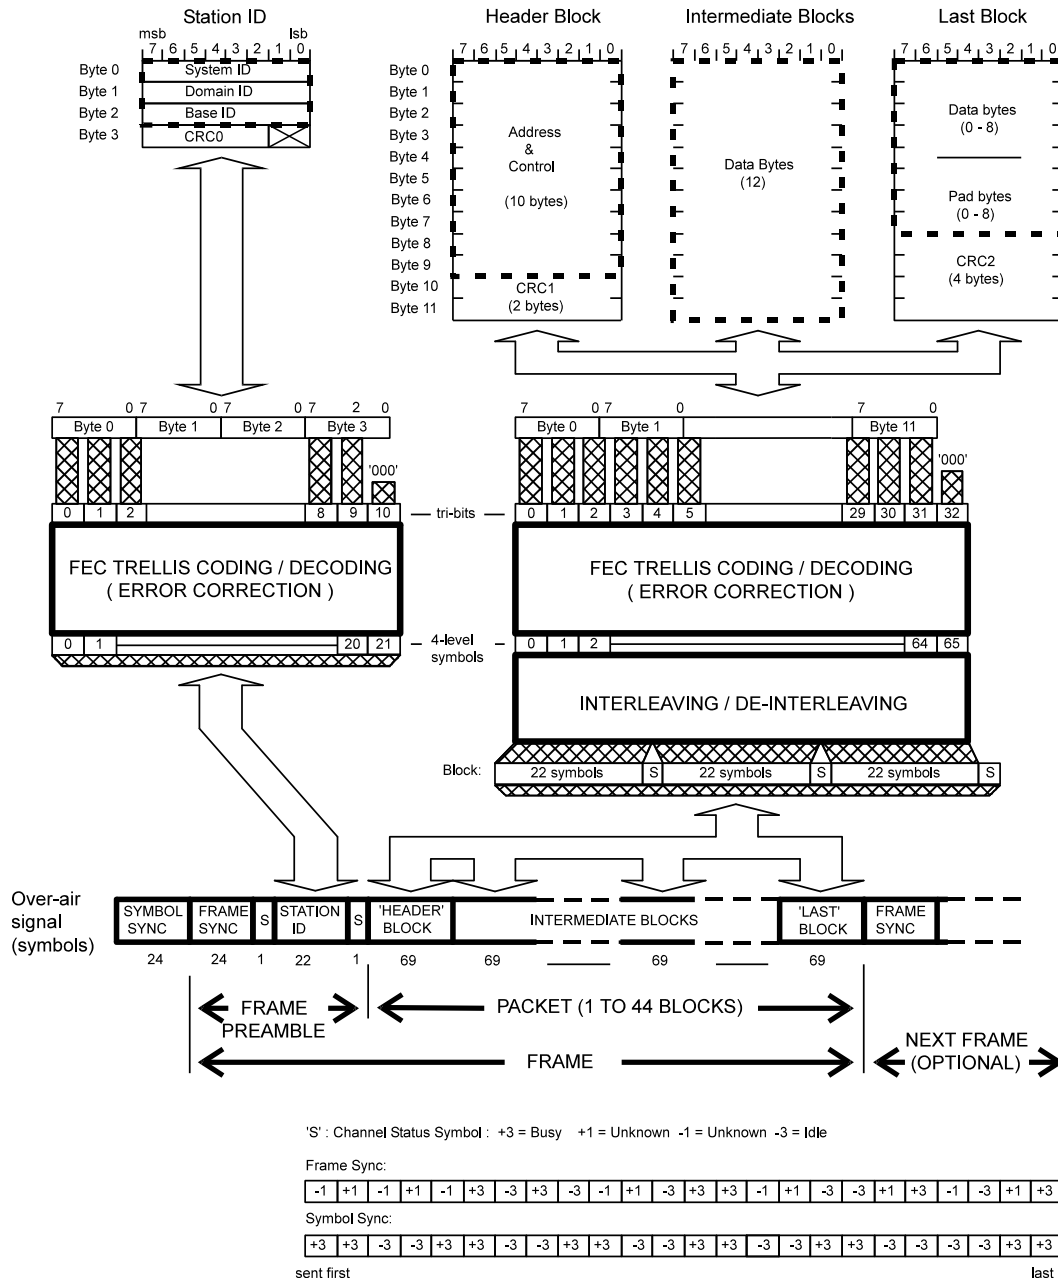 Station ID
Header Block
Intermediate Blocks
Last Block
msb lsb
7 6 5 4 3 2 1 0
7 6 5 4 3 2 1 0
7 6 5 4 3 2 1 0
7 6 5 4 3 2 1 0
Byte 0 System ID
Byte 1 Domain ID
Byte 2 Base ID
Byte 3 CRC0
Byte 0
Byte 1
Byte 2
Byte 3
Byte 4
Byte 5
Byte 6
Byte 7
Byte 8
Byte 9
Byte 10
Byte 11
Address
&
Control
(10 bytes)
CRC1
(2 bytes)
Data Bytes
(12)
Data bytes
(0 - 8)
Pad bytes
(0 - 8)
CRC2
(4 bytes)
7 0 7 0 7 0 7 2 0
Byte 0 Byte 1 Byte 2 Byte 3
'000'
0 1 2 8 9 10
tri-bits
7 0 7 0 7 0
Byte 0 Byte 1 Byte 11
'000'
0 1 2 3 4 5 29 30 31 32
FEC TRELLIS CODING / DECODING
( ERROR CORRECTION )
FEC TRELLIS CODING / DECODING
( ERROR CORRECTION )
0 1 20 21
4-level
symbols
0 1 2 64 65
INTERLEAVING / DE-INTERLEAVING
Block: 22 symbols S 22 symbols S 22 symbols S
Over-air
signal
(symbols)
SYMBOL
SYNC
FRAME
SYNC
S
STATION
ID
S
'HEADER'
BLOCK
INTERMEDIATE BLOCKS
'LAST'
BLOCK
FRAME
SYNC
24 24 1 22 1 69 69 69 69
FRAME
PREAMBLE
PACKET (1 TO 44 BLOCKS)
FRAME
NEXT FRAME
(OPTIONAL)
'S' : Channel Status Symbol : +3 = Busy +1 = Unknown -1 = Unknown -3 = Idle
Frame Sync:
-1 +1 -1 +1 -1 +3 -3 +3 -3 -1 +1 -3 +3 +3 -1 +1 -3 -3 +1 +3 -1 -3 +1 +3
Symbol Sync:
+3 +3 -3 -3 +3 +3 -3 -3 +3 +3 -3 -3 +3 +3 -3 -3 +3 +3 -3 -3 +3 +3 -3 -3
sent first last